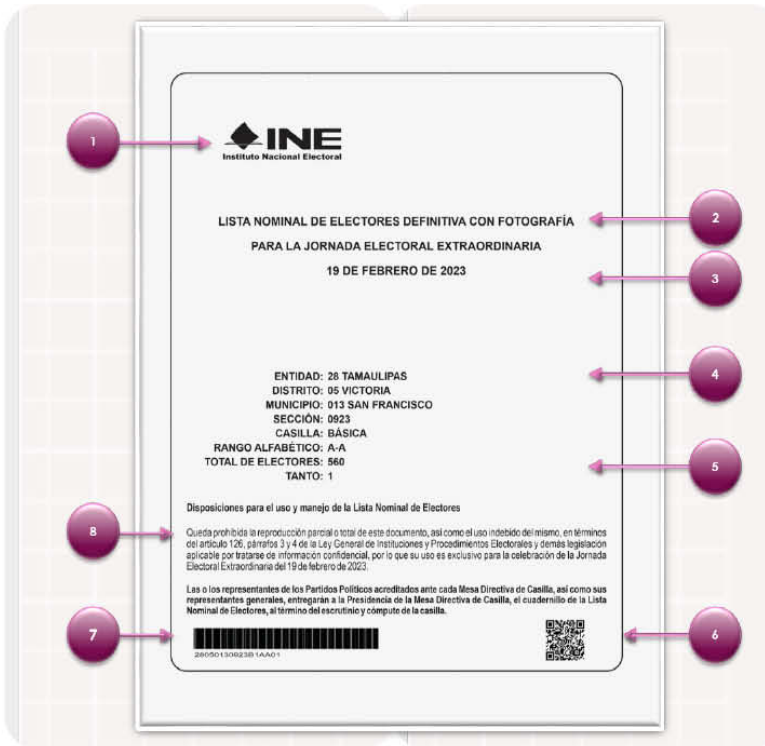 1
INE
Instituto Nacional Electoral
LISTA NOMINAL DE ELECTORES DEFINITIVA CON FOTOGRAFÍA
2
PARA LA JORNADA ELECTORAL EXTRAORDINARIA
19 DE FEBRERO DE 2023
3
ENTIDAD: 28 TAMAULIPAS
4
DISTRITO: 05 VICTORIA
MUNICIPIO: 013 SAN FRANCISCO
SECCIÓN: 0923
CASILLA: BÁSICA
RANGO ALFABÉTICO: A-A
TOTAL DE ELECTORES: 560
5
TANTO: 1
Disposiciones para el uso y manejo de la Lista Nominal de Electores
8
Queda prohibida la reproducción parcial o total de este documento, así como el uso indebido del mismo, en términos
del artículo 126, párrafos 3 y 4 de la Ley General de Instituciones y Procedimientos Electorales y demás legislación
aplicable por tratarse de información confidencial, por lo que su uso es exclusivo para la celebración de la Jornada
Electoral Extraordinaria del 19 de febrero de 2023.
Las o los representantes de los Partidos Políticos acreditados ante cada Mesa Directiva de Casilla, así como sus
representantes generales, entregarán a la Presidencia de la Mesa Directiva de Casilla, el cuadernillo de la Lista
Nominal de Electores, al término del escrutinio y cómputo de la casilla.
7
6
28050130923B1AA01